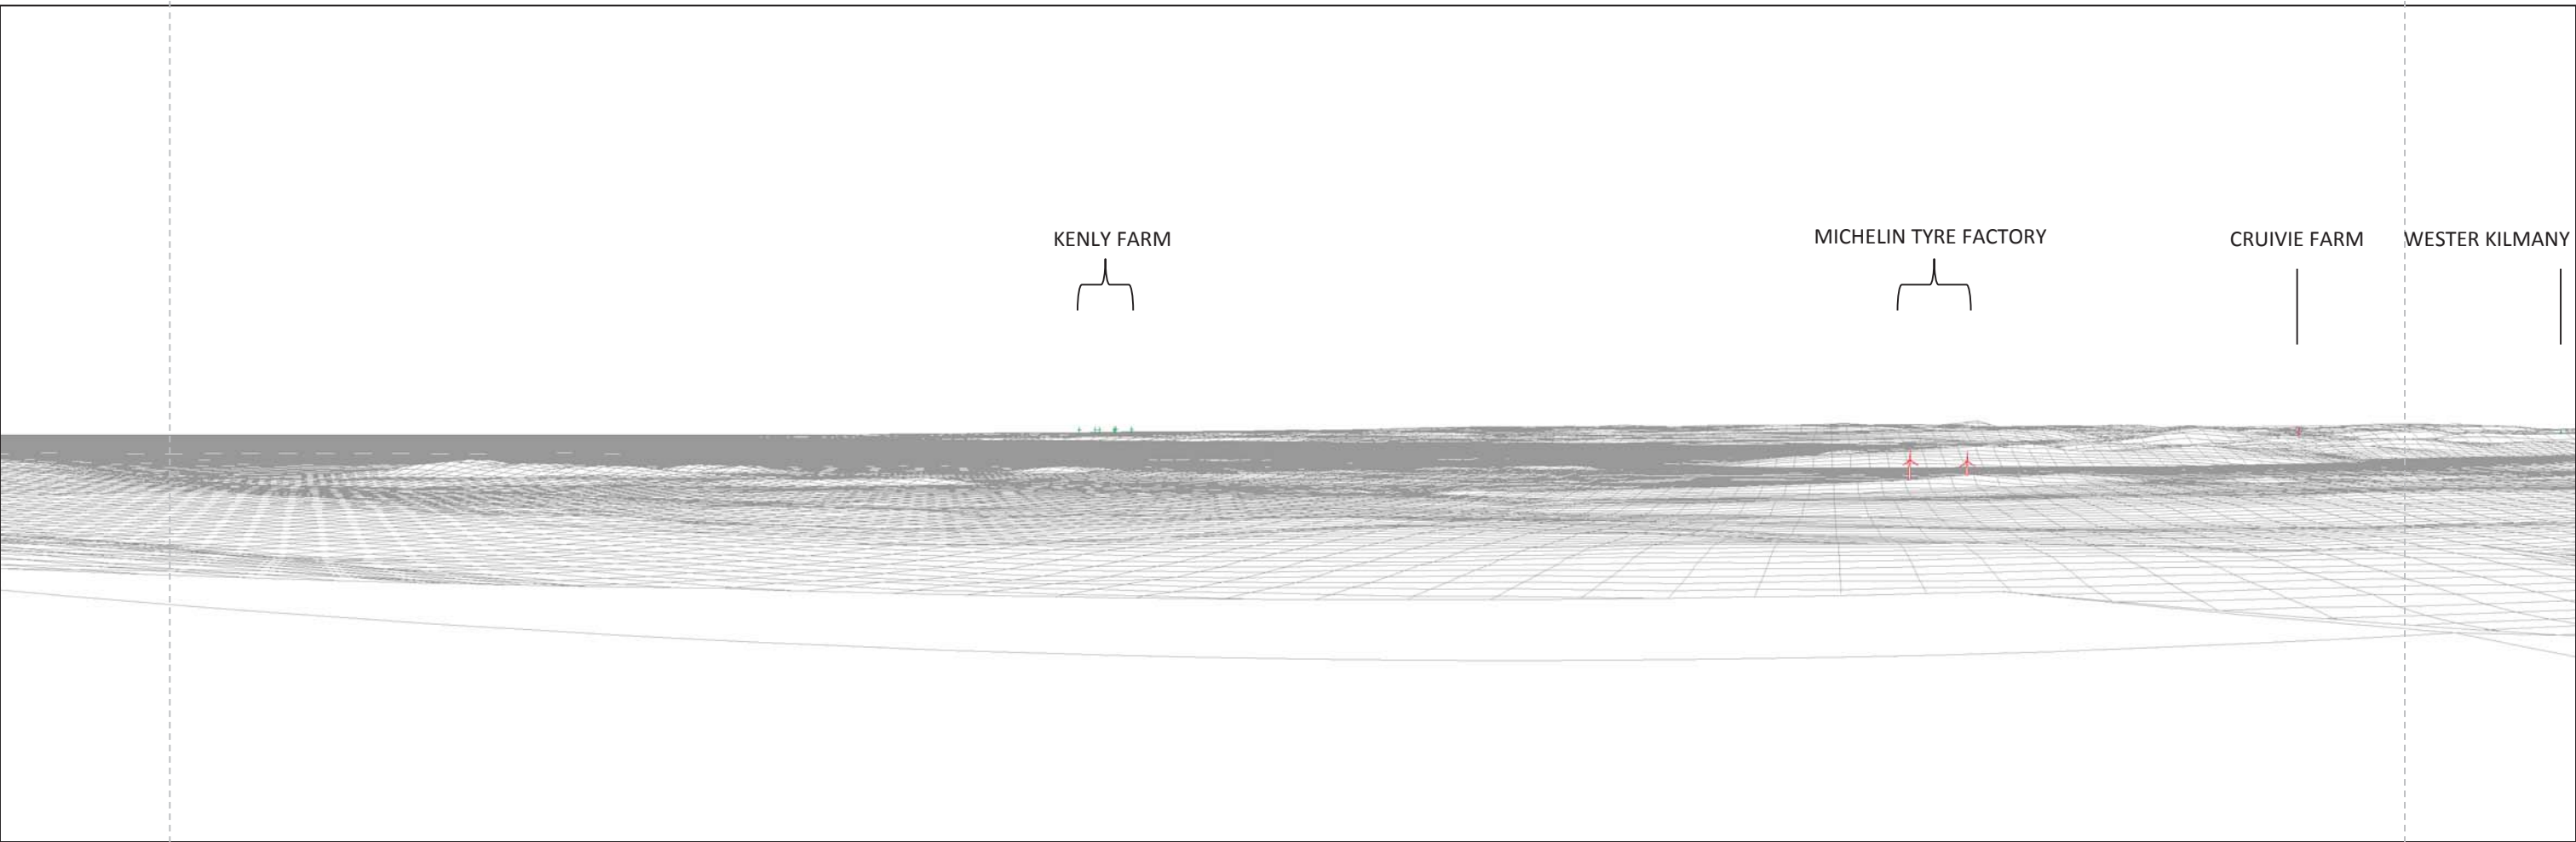 KENLY FARM
MICHELIN TYRE FACTORY
CRUIVIE FARM
WESTER KILMANY